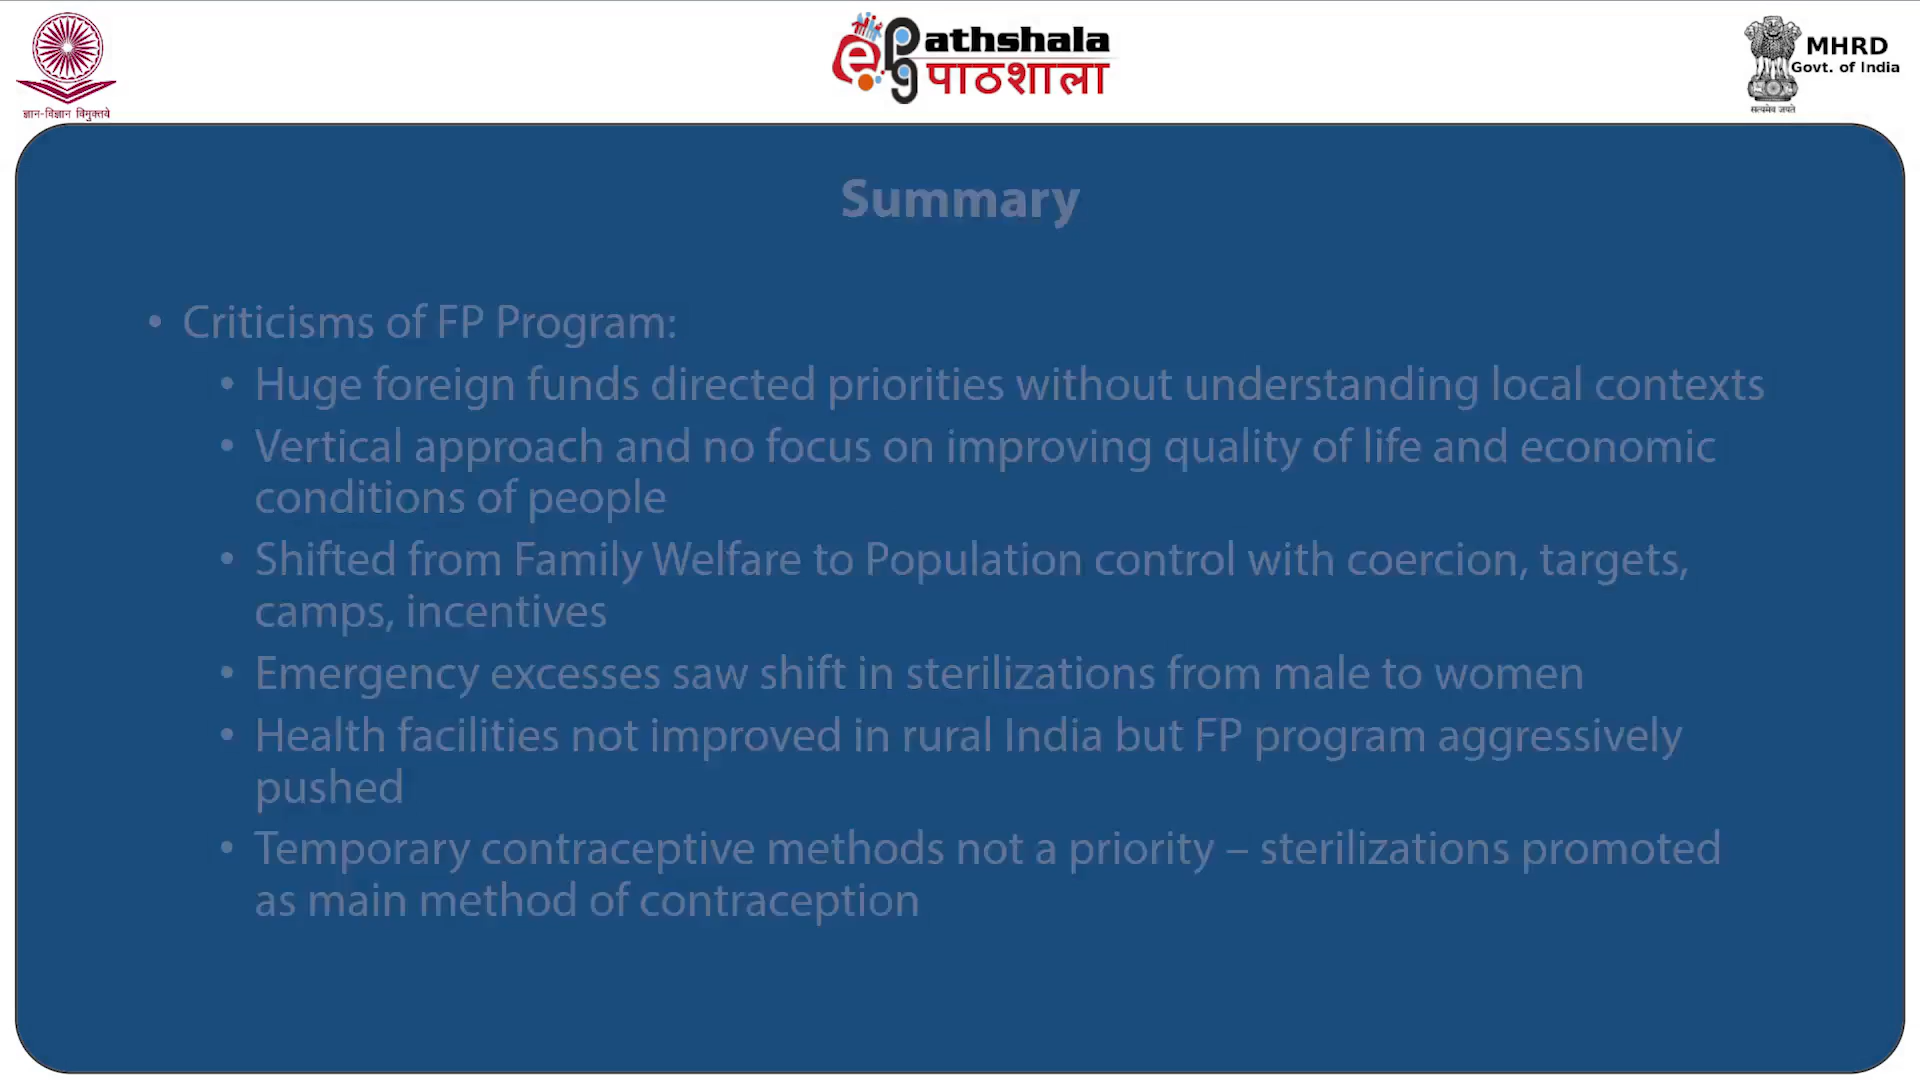 ज्ञान-विज्ञान विमुक्तये
ePathshala
पाठशाला
MHRD
Govt. of India
सत्यमेव जयते
Summary
• Criticisms of FP Program:
• Huge foreign funds directed priorities without understanding local contexts
• Vertical approach and no focus on improving quality of life and economic
conditions of people
• Shifted from Family Welfare to Population control with coercion, targets,
camps, incentives
• Emergency excesses saw shift in sterilizations from male to women
• Health facilities not improved in rural India but FP program aggressively
pushed
• Temporary contraceptive methods not a priority – sterilizations promoted
as main method of contraception